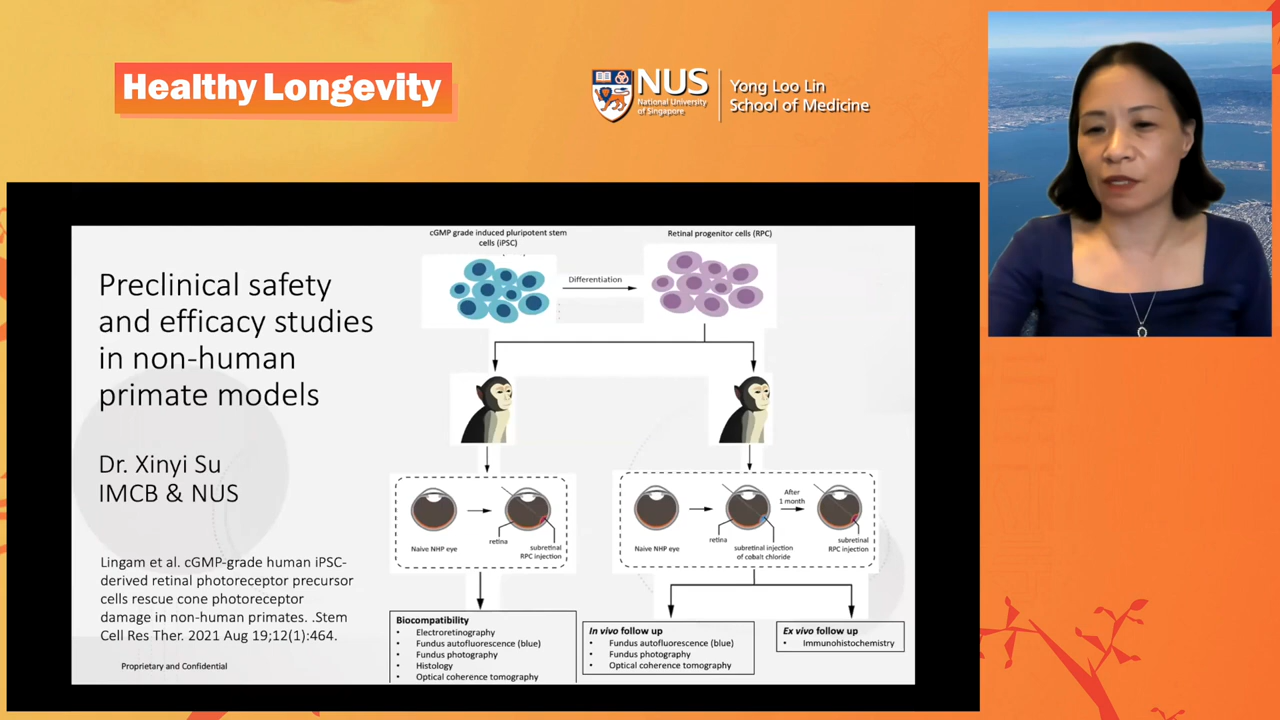 Healthy Longevity
NUS
National University
of Singapore
Yong Loo Lin
School of Medicine
Preclinical safety
and efficacy studies
in non-human
primate models
Dr. Xinyi Su
IMCB & NUS
Lingam et al. cGMP-grade human iPSC-
derived retinal photoreceptor precursor
cells rescue cone photoreceptor
damage in non-human primates. .Stem
Cell Res Ther. 2021 Aug 19;12(1):464.
Proprietary and Confidential
cGMP grade induced pluripotent stem
cells (iPSC)
Differentiation
Retinal progenitor cells (RPC)
Naive NHP eye
retina
subretinal
RPC injection
Naive NHP eye
retina
subretinal injection
of cobalt chloride
After
1 month
subretinal
RPC injection
Biocompatibility
• Electroretinography
• Fundus autofluorescence (blue)
• Fundus photography
• Histology
• Optical coherence tomography
In vivo follow up
• Fundus autofluorescence (blue)
• Fundus photography
• Optical coherence tomography
Ex vivo follow up
• Immunohistochemistry